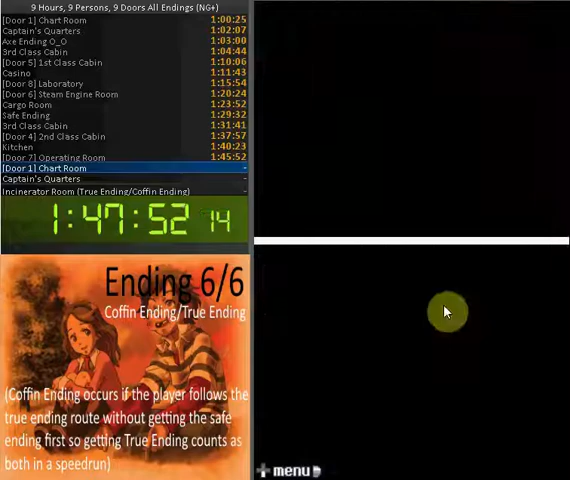 9 Hours, 9 Persons, 9 Doors All Endings (NG+)
[Door 1] Chart Room 1:00:25
Captain's Quarters 1:02:07
Axe Ending O_O 1:03:00
3rd Class Cabin 1:04:44
[Door 5] 1st Class Cabin 1:10:06
Casino 1:11:43
[Door 8] Laboratory 1:15:54
[Door 6] Steam Engine Room 1:20:24
Cargo Room 1:23:52
Safe Ending 1:29:32
3rd Class Cabin 1:31:41
[Door 4] 2nd Class Cabin 1:37:57
Kitchen 1:40:23
[Door 7] Operating Room 1:45:52
[Door 1] Chart Room -
Captain's Quarters -
Incinerator Room (True Ending/Coffin Ending) -
1:47:52 14
Ending 6/6
Coffin Ending/True Ending
(Coffin Ending occurs if the player follows the
true ending route without getting the safe
ending first so getting True Ending counts as
both in a speedrun)
menu